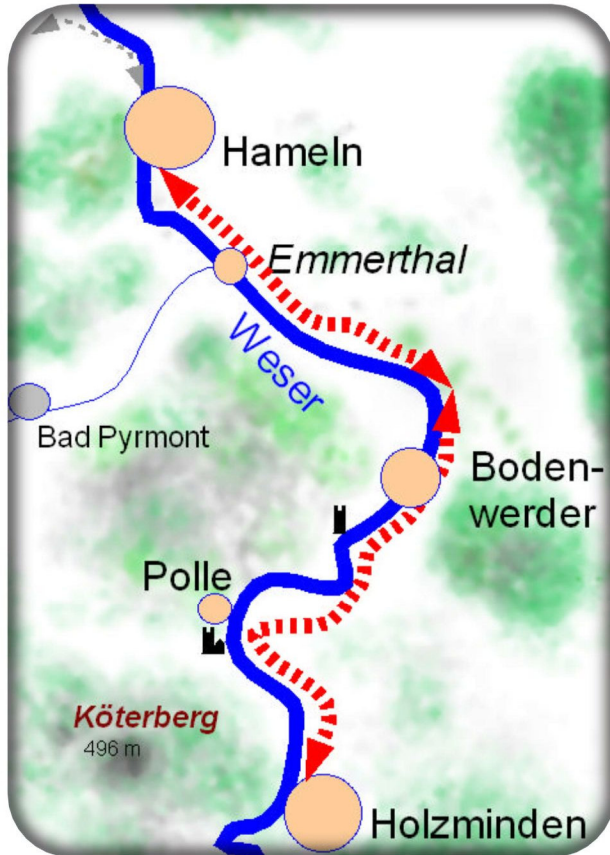 Hameln
Emmerthal
Weser
Bad Pyrmont
Boden-
werder
Polle
Köterberg
496 m
Holzminden